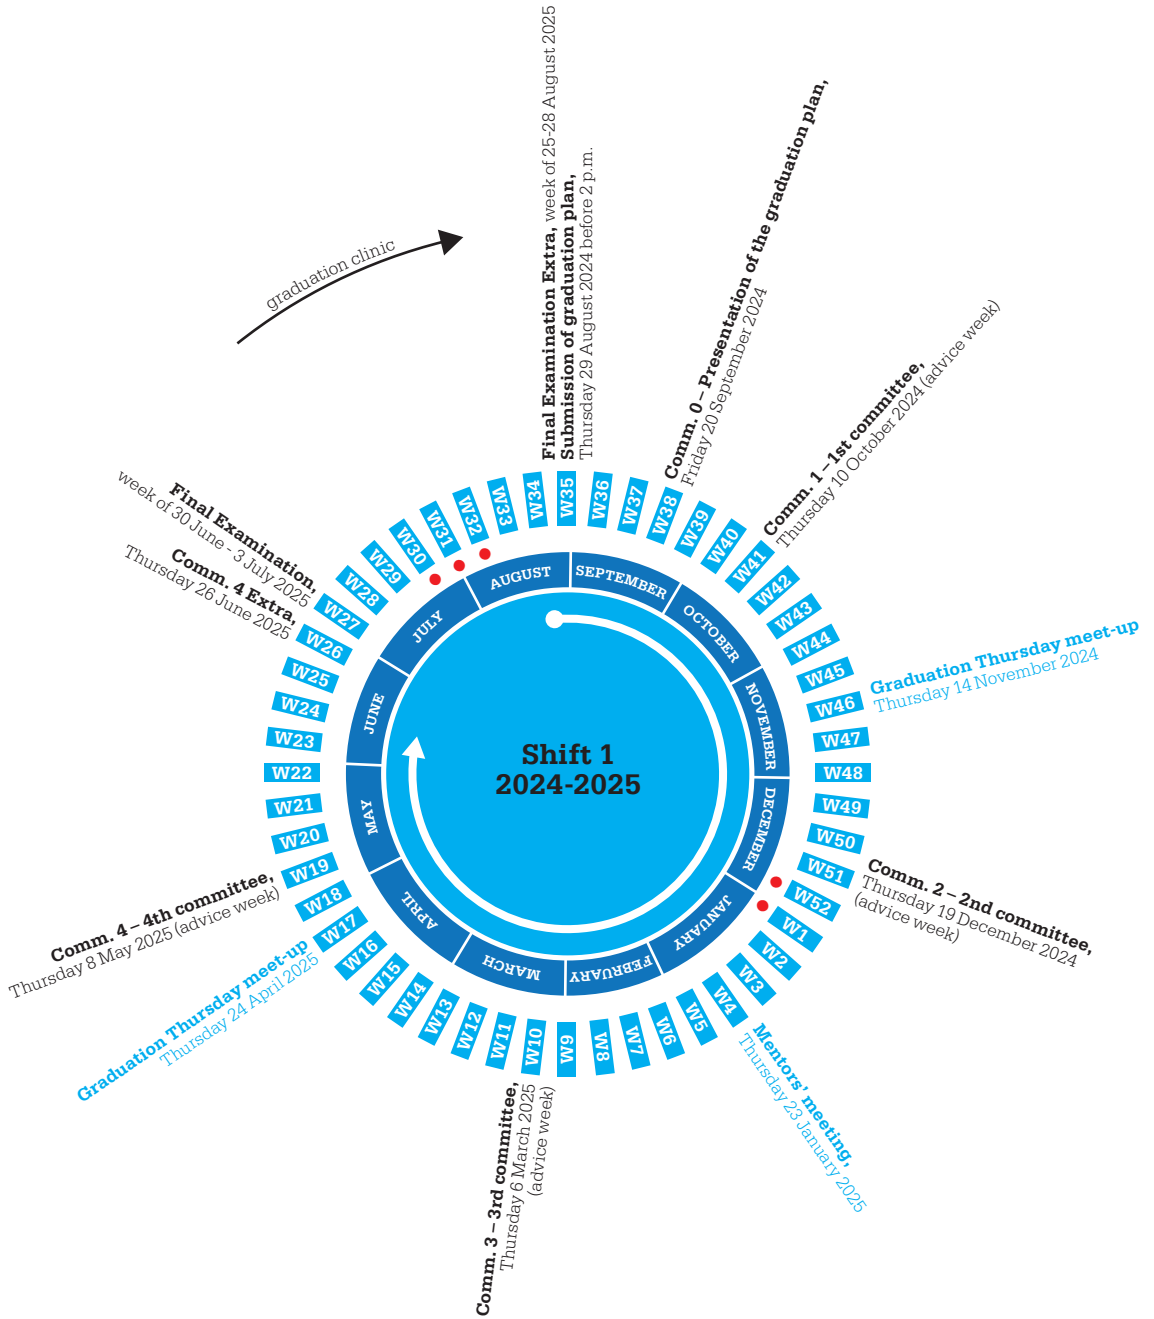 Final Examination Extra, week of 25-28 August 2025
Submission of graduation plan,
Thursday 29 August 2024 before 2 p.m.
Comm. 0 – Presentation of the graduation plan,
Friday 20 September 2024
Comm. 1 – 1st committee,
Thursday 10 October 2024 (advice week)
Graduation Thursday meet-up
Thursday 14 November 2024
Comm. 2 – 2nd committee,
Thursday 19 December 2024
(advice week)
Mentors' meeting,
Thursday 23 January 2025
Comm. 3 – 3rd committee,
Thursday 6 March 2025
(advice week)
Graduation Thursday meet-up
Thursday 24 April 2025
Comm. 4 – 4th committee,
Thursday 8 May 2025 (advice week)
Comm. 4 Extra,
Thursday 26 June 2025
Final Examination,
week of 30 June - 3 July 2025
graduation clinic
W35
W36
W37
W38
W39
W40
W41
W42
W43
W44
W45
W46
W47
W48
W49
W50
W51
W52
W1
W2
W3
W4
W5
W6
W7
W8
W9
W10
W11
W12
W13
W14
W15
W16
W17
W18
W19
W20
W21
W22
W23
W24
W25
W26
W27
W28
W29
W30
W31
W32
W33
W34
SEPTEMBER
OCTOBER
NOVEMBER
DECEMBER
JANUARY
FEBRUARY
MARCH
APRIL
MAY
JUNE
JULY
AUGUST
Shift 1
2024-2025